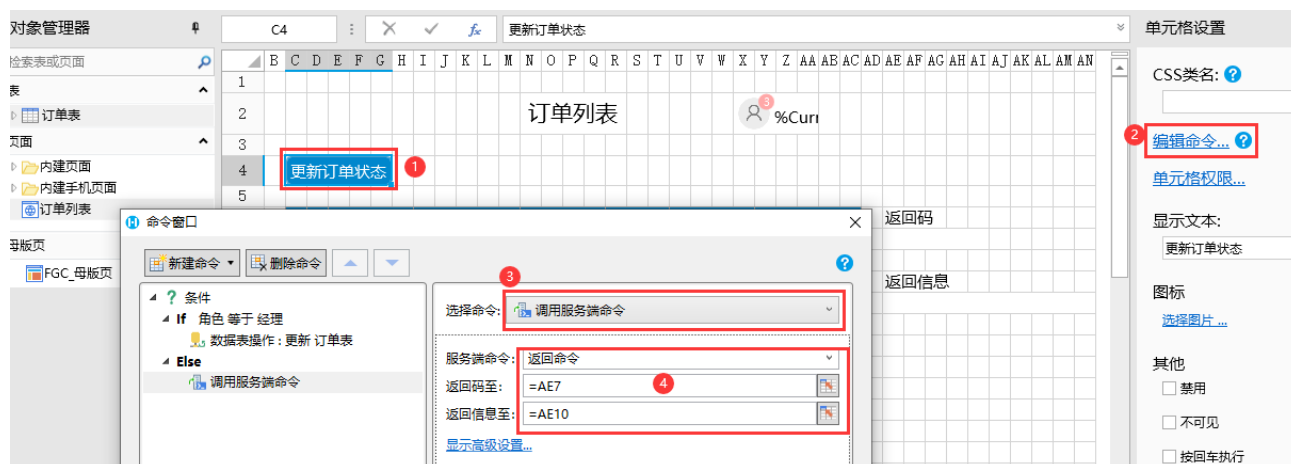 对象管理器
C4
更新订单状态
单元格设置
检索表或页面
B C D E F G H I J K L M N O P Q R S T U V W X Y Z AA AB AC AD AE AF AG AH AI AJ AK AL AM AN
CSS类名:
表
1
订单表
2
订单列表
3
%Curr
2
编辑命令...
页面
3
内建页面
4
更新订单状态
1
单元格权限...
内建手机页面
5
订单列表
命令窗口
返回码
显示文本:
母版页
更新订单状态
FGC_母版页
新建命令
删除命令
3
返回信息
条件
选择命令:
调用服务端命令
图标
If 角色 等于 经理
选择图片 ...
数据表操作 : 更新 订单表
Else
服务端命令:
返回命令
其他
调用服务端命令
返回码至:
=AE7
4
禁用
返回信息至:
=AE10
不可见
显示高级设置...
按回车执行